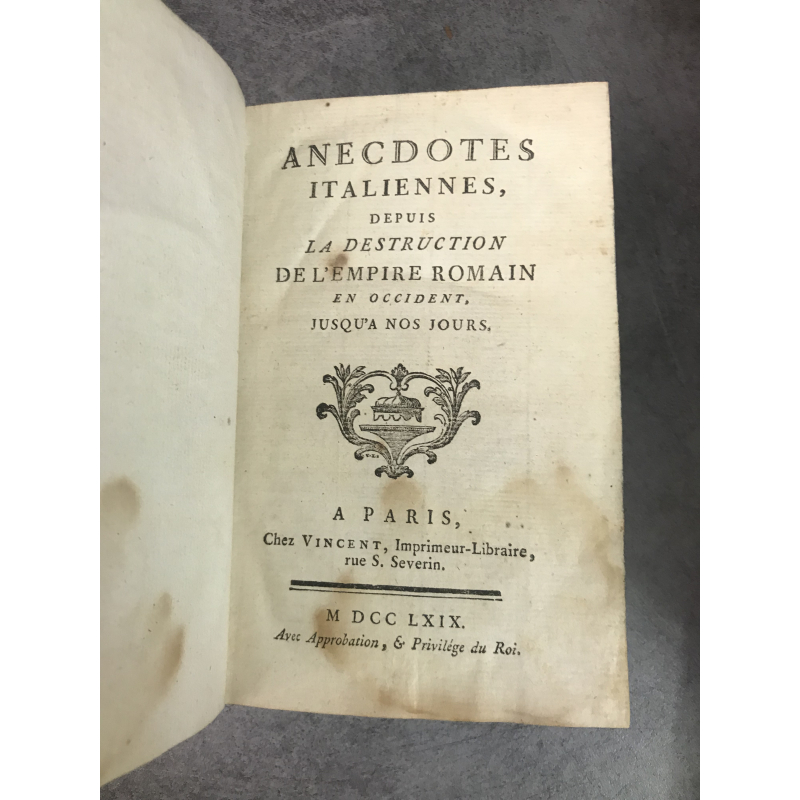 ANECDOTES
ITALIENNES,
DEPUIS
LA DESTRUCTION
DE L'EMPIRE ROMAIN
EN OCCIDENT,
JUSQU'A NOS JOURS.
A PARIS,
Chez VINCENT, Imprimeur-Libraire,
rue S. Severin.
M DCC LXIX.
Avec Approbation, & Privilége du Roi.